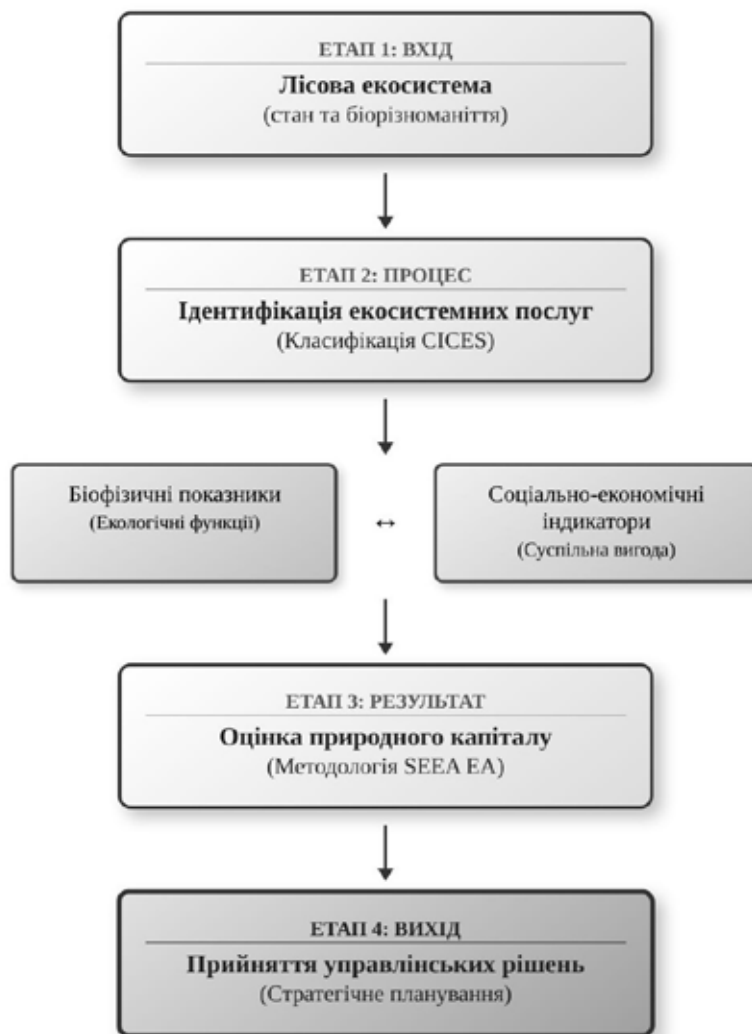 ЕТАП 1: ВХІД
Лісова екосистема
(стан та біорізноманіття)
ЕТАП 2: ПРОЦЕС
Ідентифікація екосистемних послуг
(Класифікація CICES)
Біофізичні показники
(Екологічні функції)
↔
Соціально-економічні
індикатори
(Суспільна вигода)
ЕТАП 3: РЕЗУЛЬТАТ
Оцінка природного капіталу
(Методологія SEEA EA)
ЕТАП 4: ВИХІД
Прийняття управлінських рішень
(Стратегічне планування)